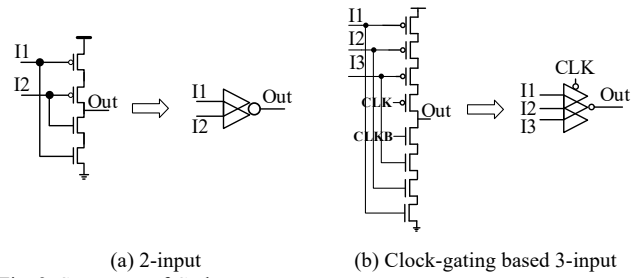 I1
I2
Out
I1
I2
Out
I1
I2
I3
CLK
CLKB
Out
CLK
I1
I2
I3
Out
(a) 2-input
(b) Clock-gating based 3-input